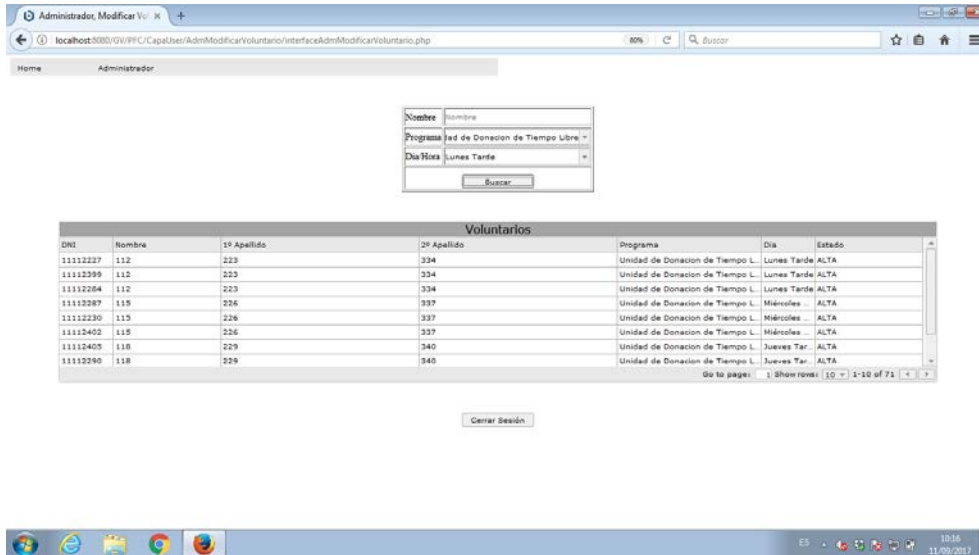 Administrador, Modificar Vol
localhost:8080/GV/PFC/CapaUser/AdmModificarVoluntario/interfaceAdmModificarVoluntario.php
80%
Buscar
Home Administrador
Nombre Nombre
Programa dad de Donacion de Tiempo Libre
Dia/Hora Lunes Tarde
Buscar
Voluntarios
DNI Nombre 1º Apellido 2º Apellido Programa Dia Estado
11112227 112 223 334 Unidad de Donacion de Tiempo L... Lunes Tarde ALTA
11112399 112 223 334 Unidad de Donacion de Tiempo L... Lunes Tarde ALTA
11112284 112 223 334 Unidad de Donacion de Tiempo L... Lunes Tarde ALTA
11112287 115 226 337 Unidad de Donacion de Tiempo L... Miércoles ... ALTA
11112230 115 226 337 Unidad de Donacion de Tiempo L... Miércoles ... ALTA
11112402 115 226 337 Unidad de Donacion de Tiempo L... Miércoles ... ALTA
11112405 118 229 340 Unidad de Donacion de Tiempo L... Jueves Tar... ALTA
11112290 118 229 340 Unidad de Donacion de Tiempo L... Jueves Tar... ALTA
Go to page: 1 Show rows: 10 1-10 of 71
Cerrar Sesión
ES
10:16
11/09/2017